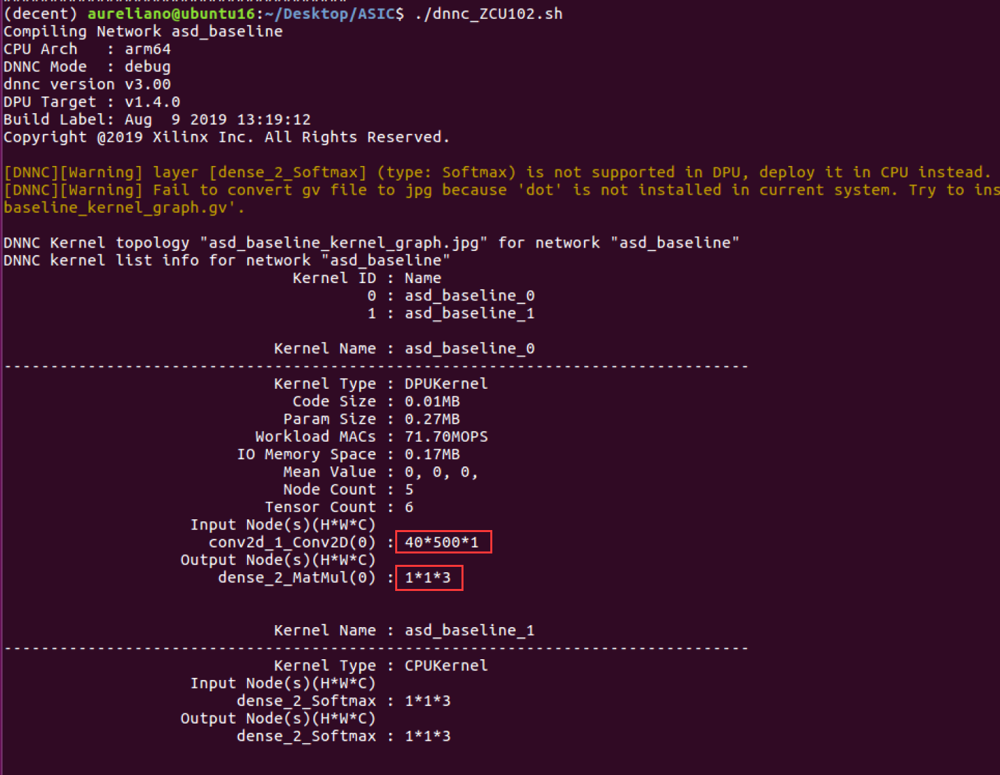 (decent) aureliano@ubuntu16:~/Desktop/ASIC$ ./dnnc_ZCU102.sh
Compiling Network asd_baseline
CPU Arch   : arm64
DNNC Mode  : debug
dnnc version v3.00
DPU Target : v1.4.0
Build Label: Aug  9 2019 13:19:12
Copyright @2019 Xilinx Inc. All Rights Reserved.
[DNNC][Warning] layer [dense_2_Softmax] (type: Softmax) is not supported in DPU, deploy it in CPU instead.
[DNNC][Warning] Fail to convert gv file to jpg because 'dot' is not installed in current system. Try to ins
baseline_kernel_graph.gv'.
DNNC Kernel topology "asd_baseline_kernel_graph.jpg" for network "asd_baseline"
DNNC kernel list info for network "asd_baseline"
Kernel ID : Name
0 : asd_baseline_0
1 : asd_baseline_1
Kernel Name : asd_baseline_0
--------------------------------------------------------------------------------
Kernel Type : DPUKernel
Code Size : 0.01MB
Param Size : 0.27MB
Workload MACs : 71.70MOPS
IO Memory Space : 0.17MB
Mean Value : 0, 0, 0,
Node Count : 5
Tensor Count : 6
Input Node(s)(H*W*C)
conv2d_1_Conv2D(0) : 40*500*1
Output Node(s)(H*W*C)
dense_2_MatMul(0) : 1*1*3
Kernel Name : asd_baseline_1
--------------------------------------------------------------------------------
Kernel Type : CPUKernel
Input Node(s)(H*W*C)
dense_2_Softmax : 1*1*3
Output Node(s)(H*W*C)
dense_2_Softmax : 1*1*3